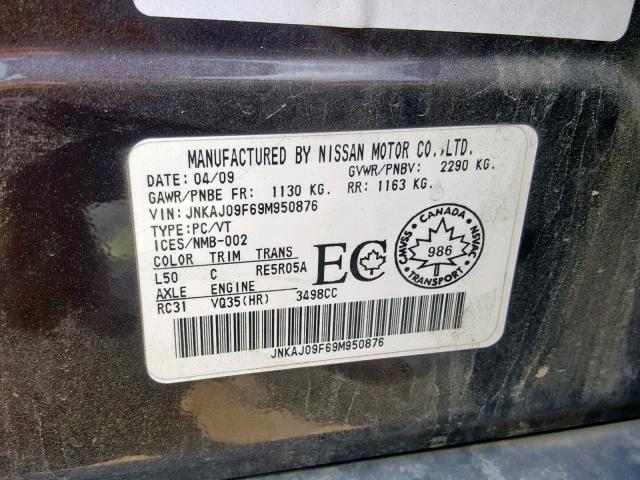 MANUFACTURED BY NISSAN MOTOR CO.,LTD.
DATE: 04/09 GVWR/PNBV: 2290 KG.
GAWR/PNBE FR: 1130 KG. RR: 1163 KG.
VIN: JNKAJ09F69M950876
TYPE:PC/VT
ICES/NMB-002
COLOR TRIM TRANS
L50 C RE5R05A
AXLE ENGINE
RC31 VQ35(HR) 3498CC
EC
CANADA
CMVSS 986 NSVAC
TRANSPORT
JNKAJ09F69M950876